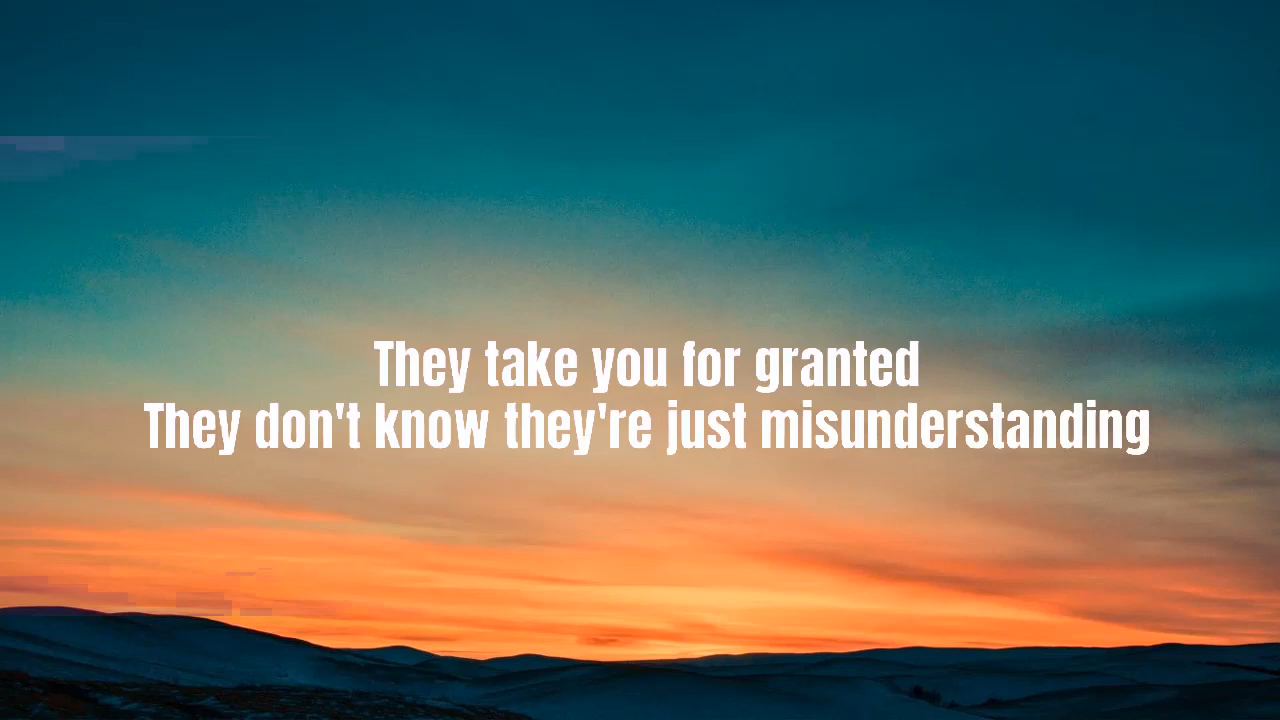 They take you for granted
They don't know they're just misunderstanding